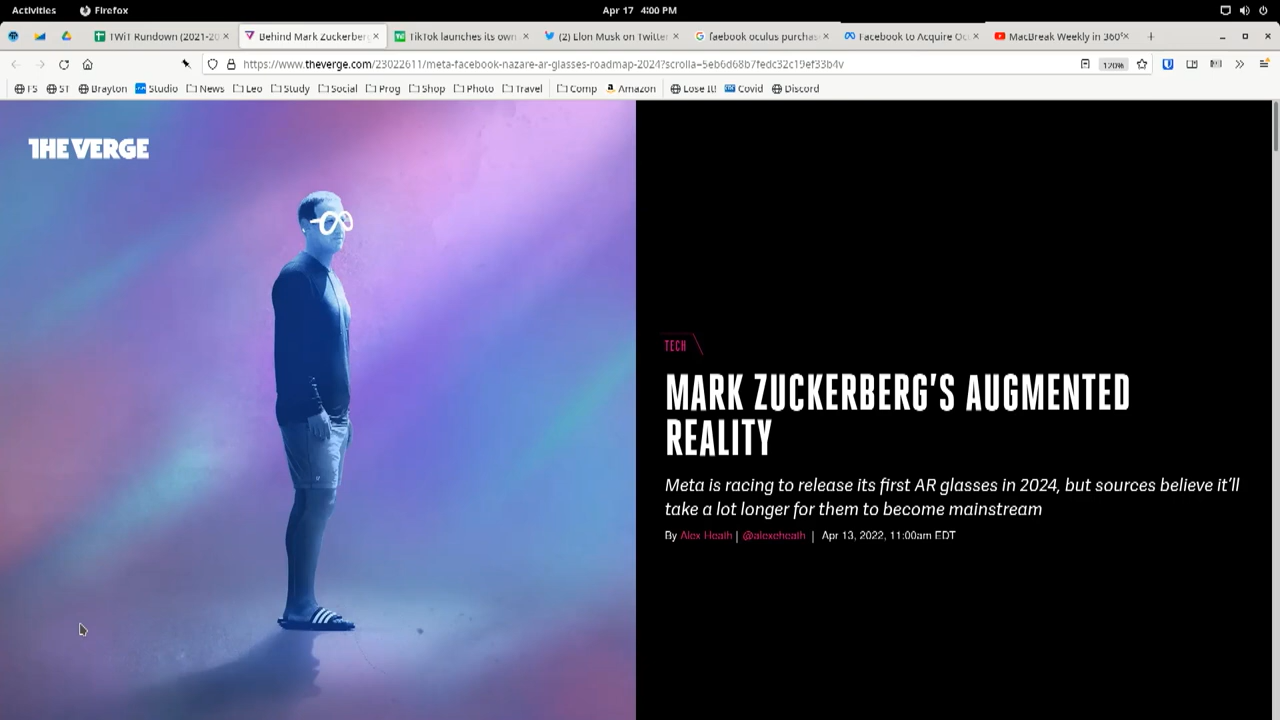 Activities
Firefox
Apr 17 4:00 PM
TWiT Rundown (2021-20
Behind Mark Zuckerberg
TikTok launches its own
(2) Elon Musk on Twitter
faebook oculus purchas
Facebook to Acquire Oc
MacBreak Weekly in 360°
https://www.theverge.com/23022611/meta-facebook-nazare-ar-glasses-roadmap-2024?scrolla=5eb6d68b7fedc32c19ef33b4v
120%
FS
ST
Brayton
Studio
News
Leo
Study
Social
Prog
Shop
Photo
Travel
Comp
Amazon
Lose It!
Covid
Discord
THE VERGE
TECH
MARK ZUCKERBERG'S AUGMENTED
REALITY
Meta is racing to release its first AR glasses in 2024, but sources believe it'll
take a lot longer for them to become mainstream
By Alex Heath | @alexeheath | Apr 13, 2022, 11:00am EDT